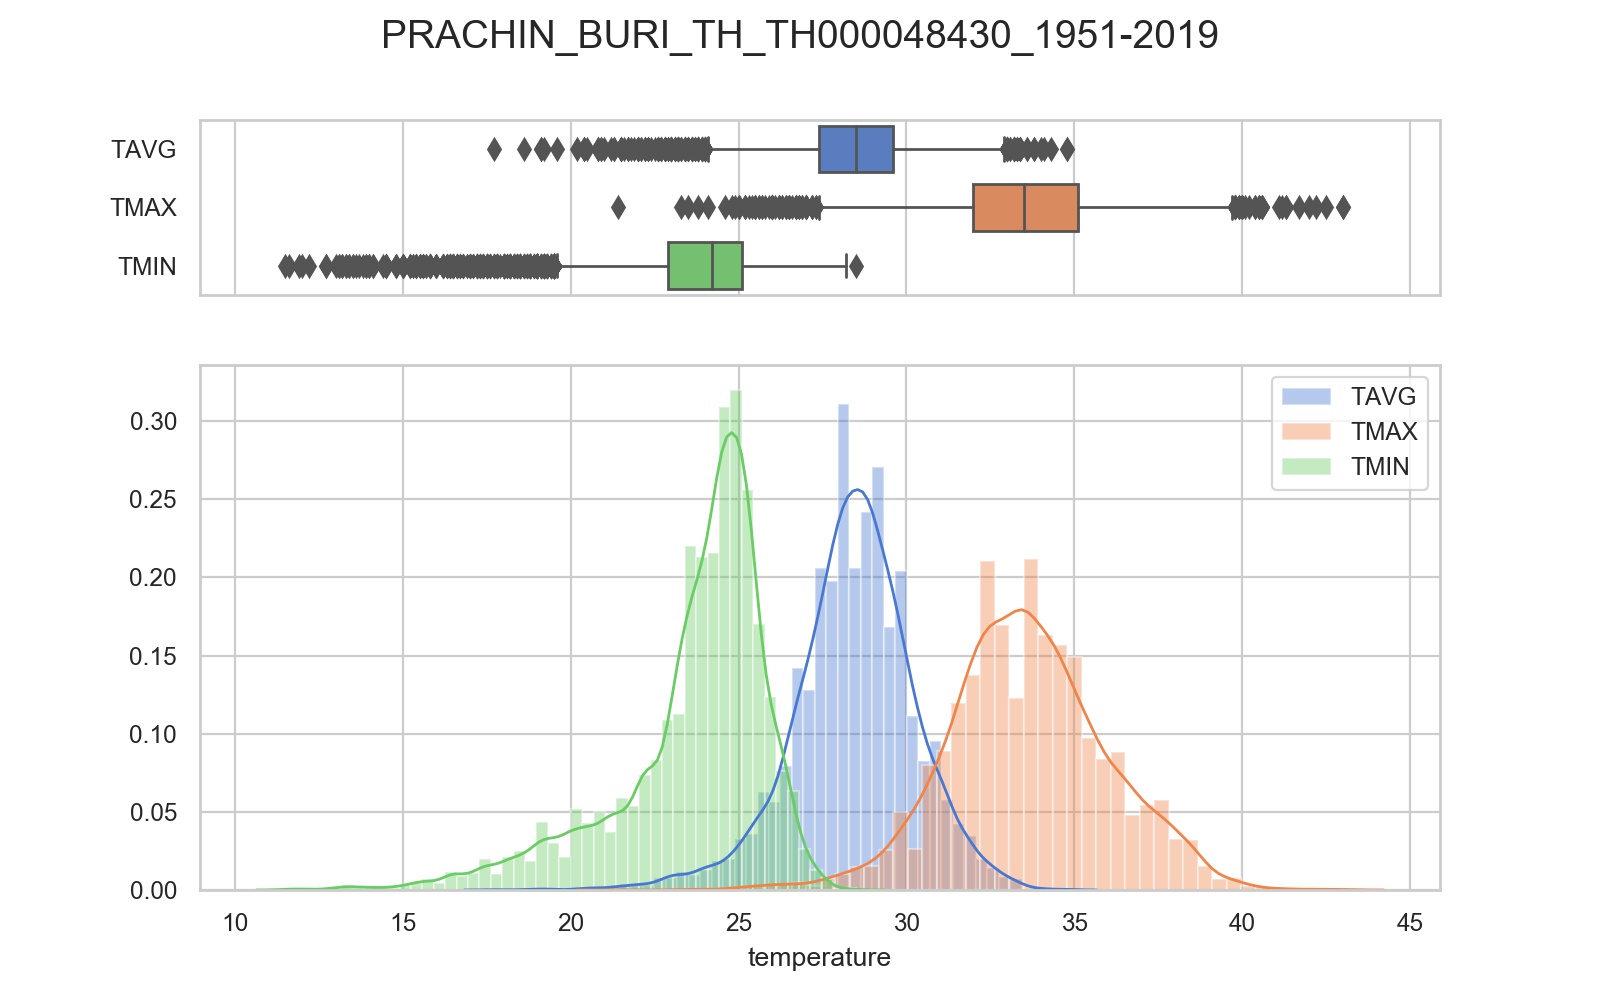 PRACHIN_BURI_TH_TH000048430_1951-2019
TAVG
TMAX
TMIN
0.30
0.25
0.20
0.15
0.10
0.05
0.00
TAVG
TMAX
TMIN
10 15 20 25 30 35 40 45
temperature